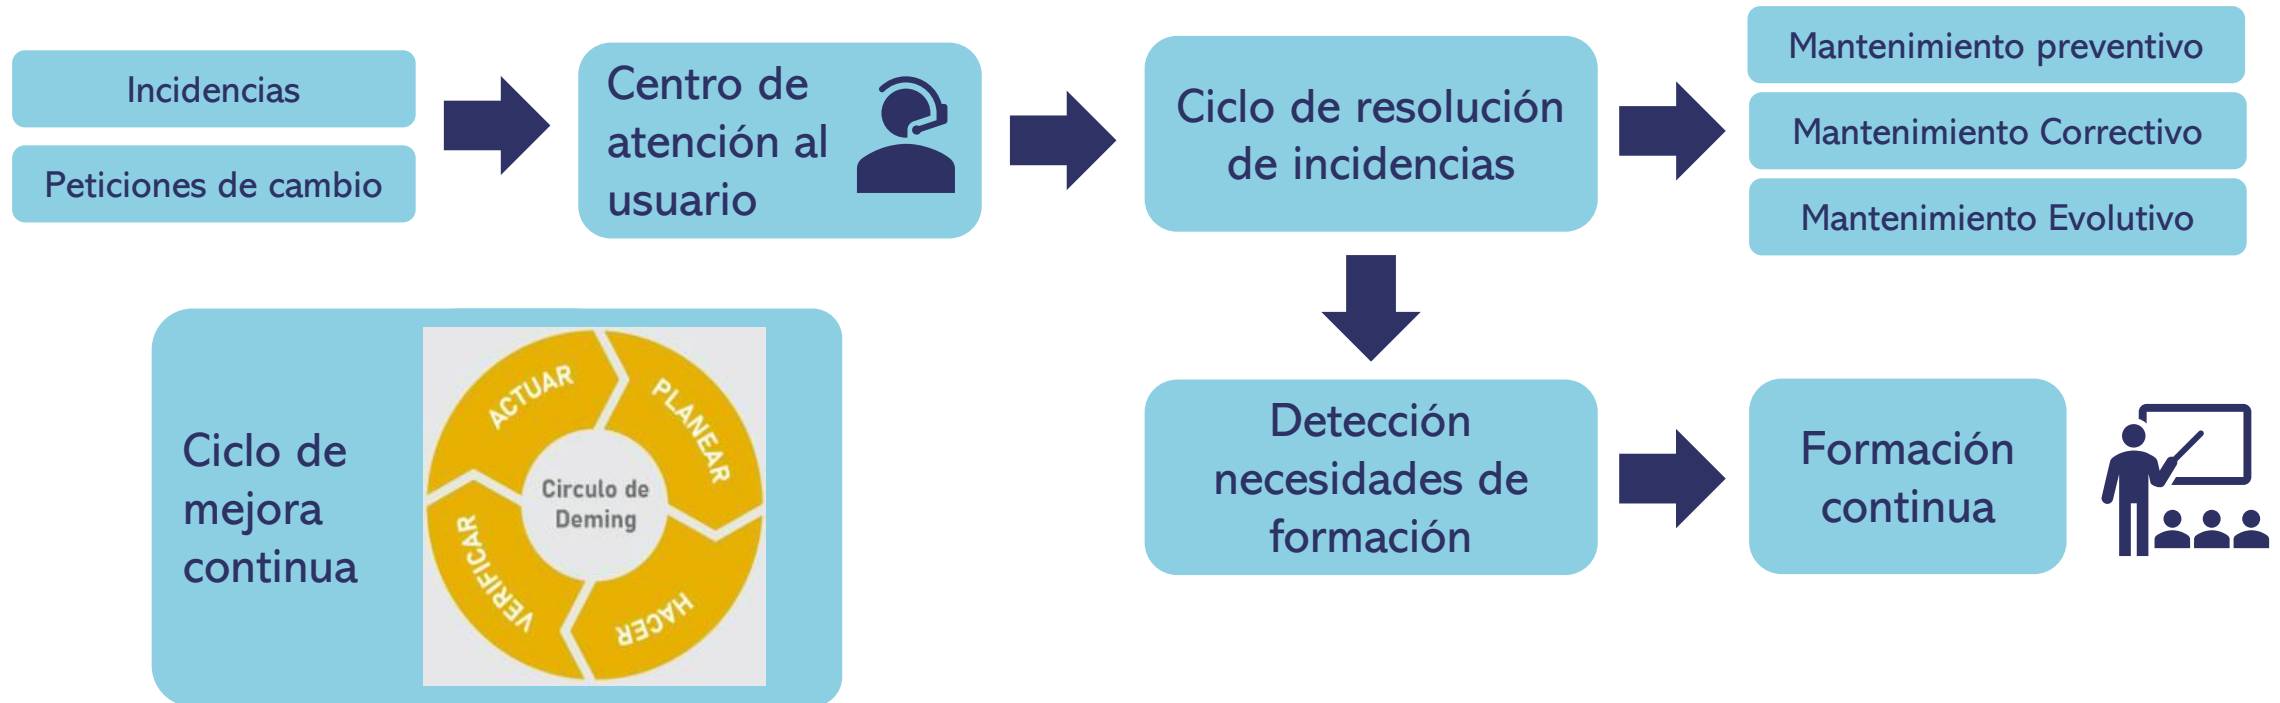 Incidencias
Peticiones de cambio
Centro de
atención al
usuario
Ciclo de resolución
de incidencias
Mantenimiento preventivo
Mantenimiento Correctivo
Mantenimiento Evolutivo
Ciclo de
mejora
continua
ACTUAR
PLANEAR
Circulo de
Deming
VERIFICAR
HACER
Detección
necesidades de
formación
Formación
continua